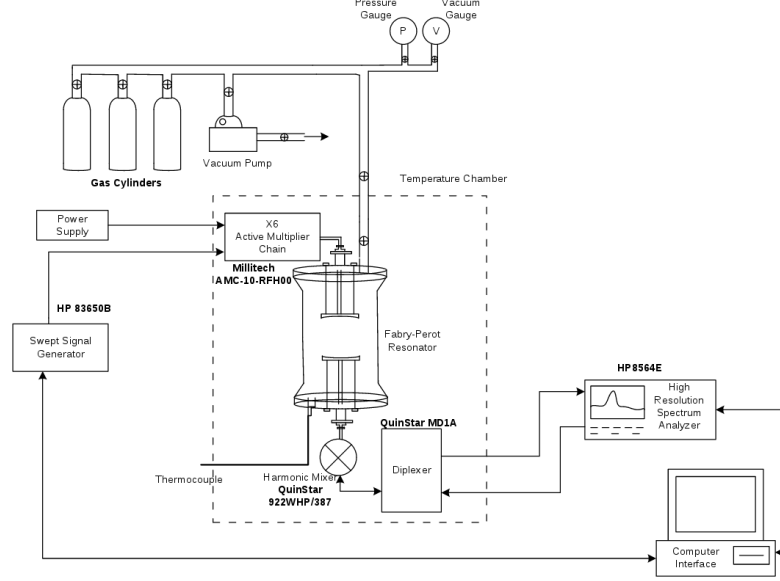 Pressure
Gauge
Vacuum
Gauge
P
V
Vacuum Pump
Gas Cylinders
Temperature Chamber
Power
Supply
X6
Active Multiplier
Chain
Millitech
AMC-10-RFH00
HP 83650B
Swept Signal
Generator
Fabry-Perot
Resonator
HP8564E
High
Resolution
Spectrum
Analyzer
QuinStar MD1A
Diplexer
Thermocouple
Harmonic Mixer
QuinStar
922WHP/387
Computer
Interface